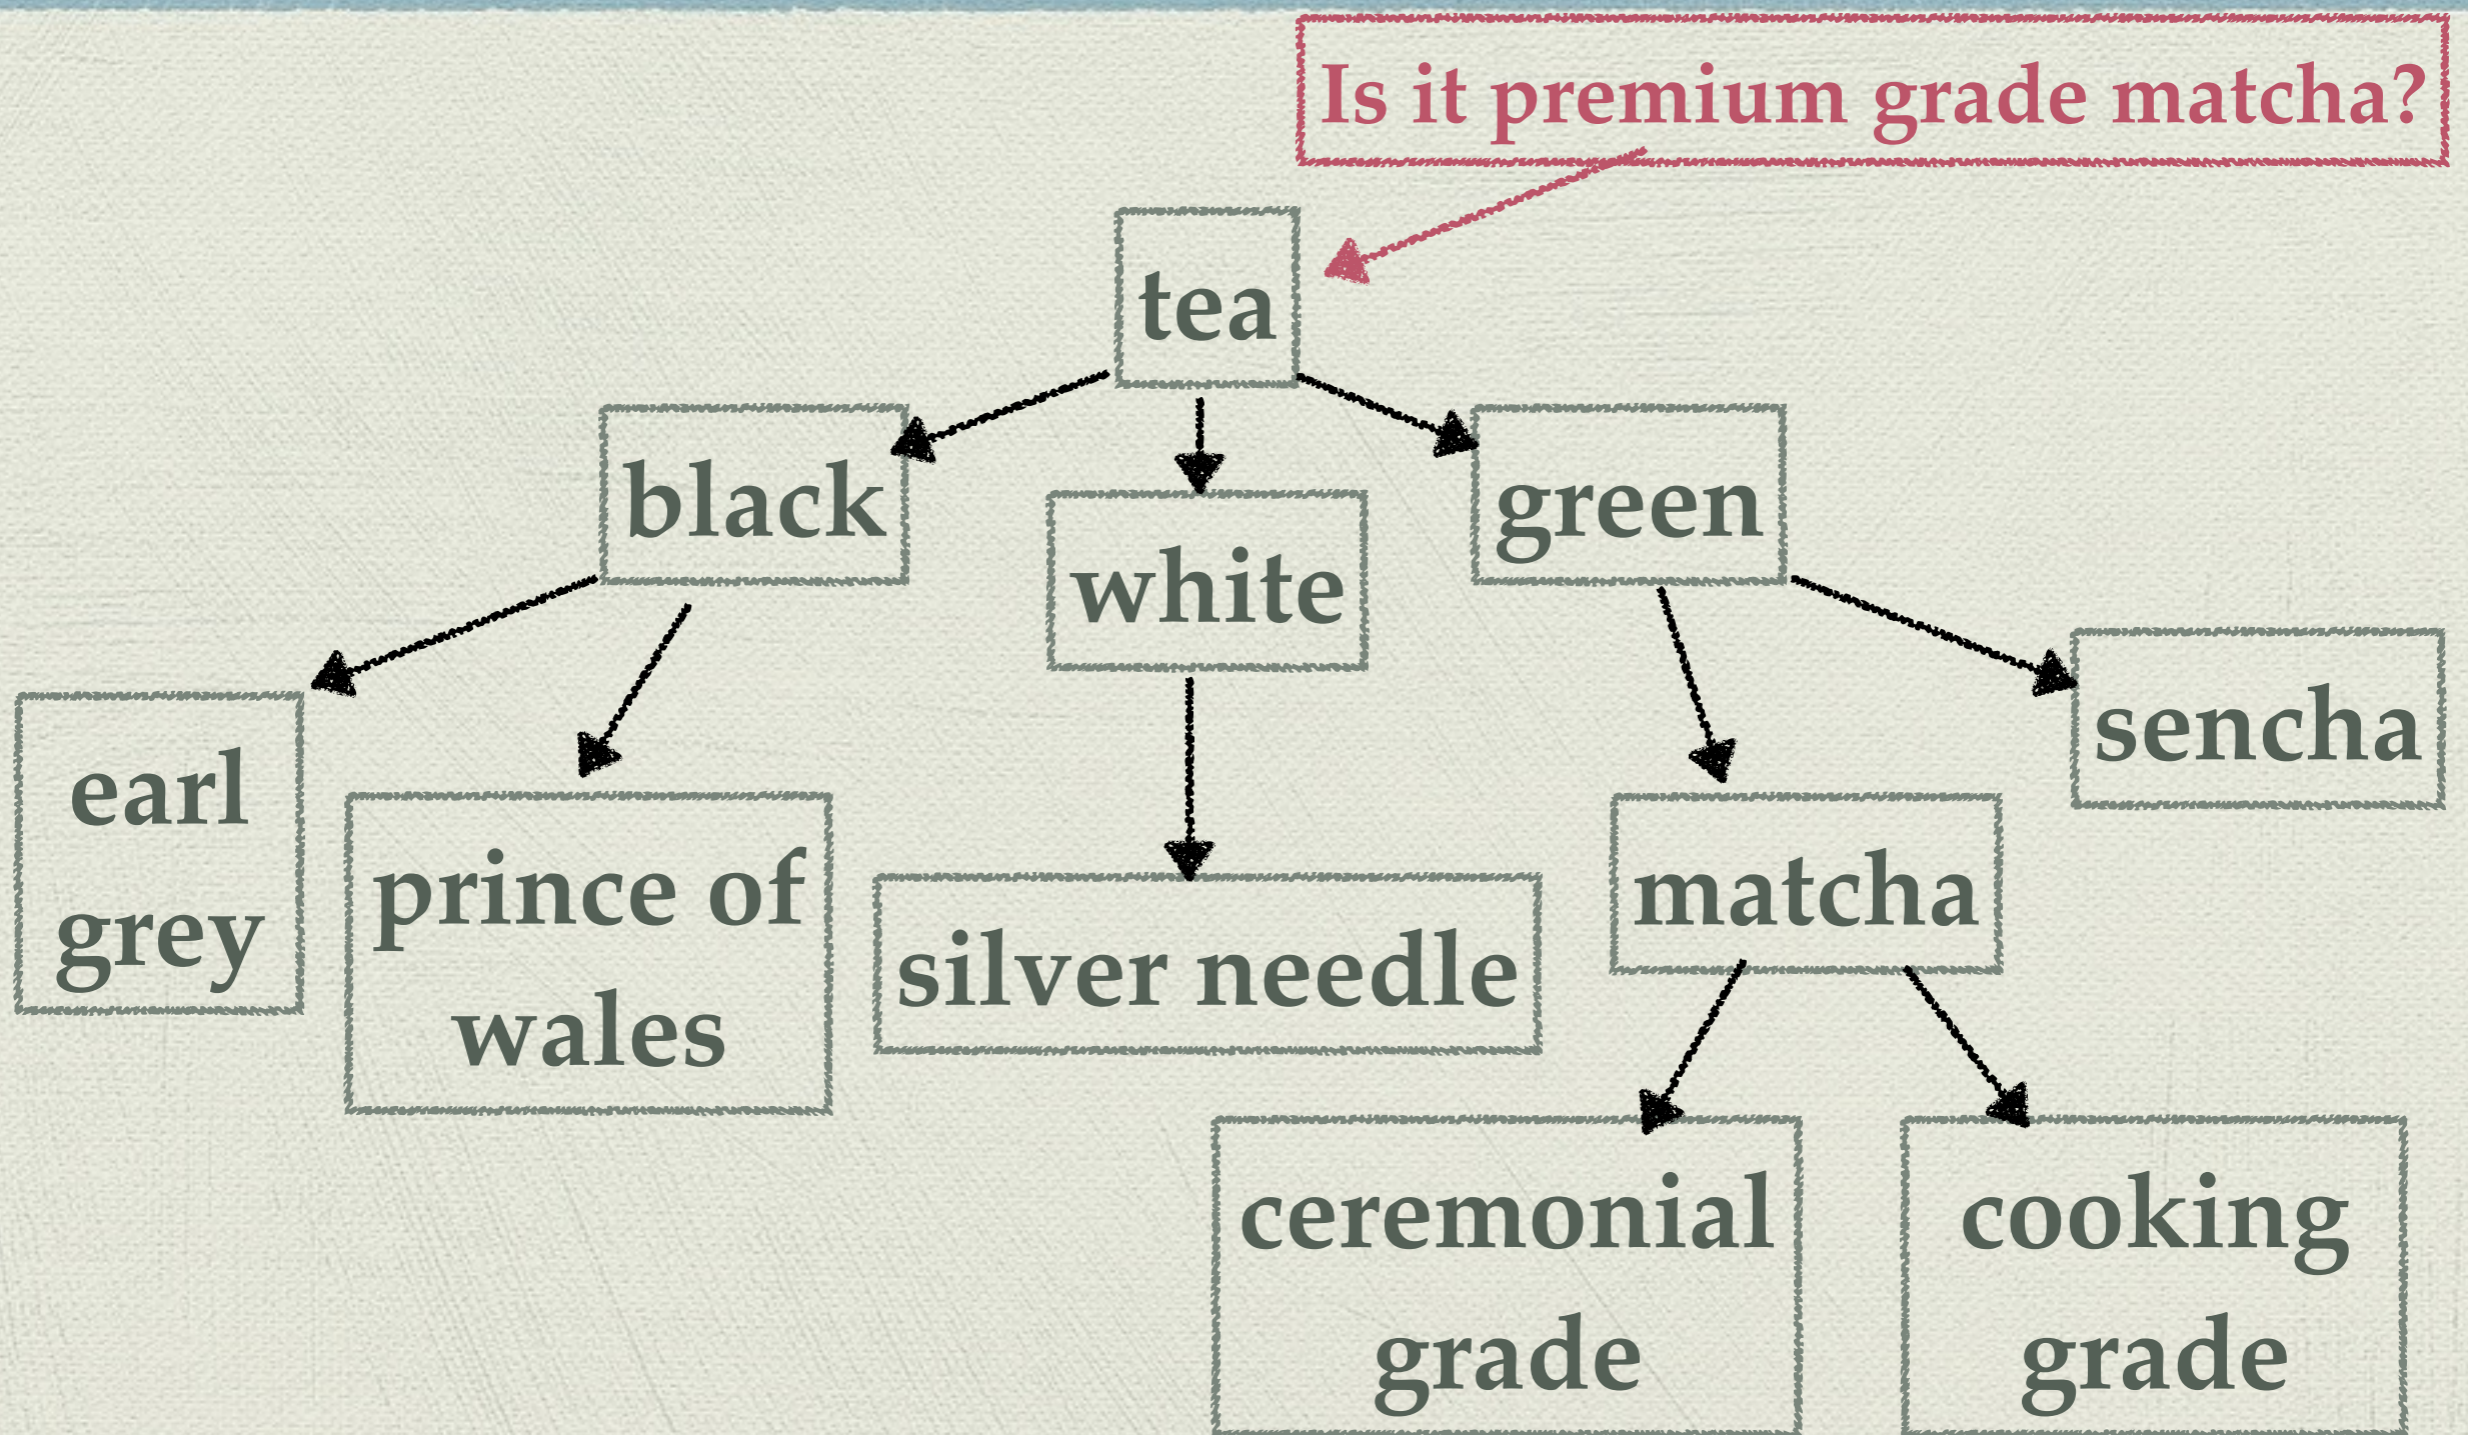 Is it premium grade matcha?
tea
black
white
green
earl
grey
prince of
wales
silver needle
matcha
sencha
ceremonial
grade
cooking
grade